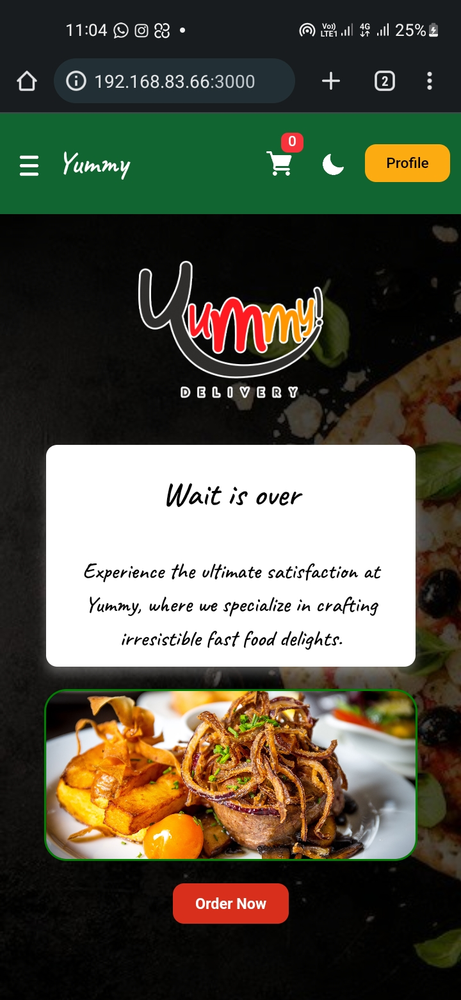 11:04 Vo)) LTE1 4G 25%
192.168.83.66:3000 2
0
Yummy Profile
Yummy!
DELIVERY
Wait is over
Experience the ultimate satisfaction at
Yummy, where we specialize in crafting
irresistible fast food delights.
Order Now